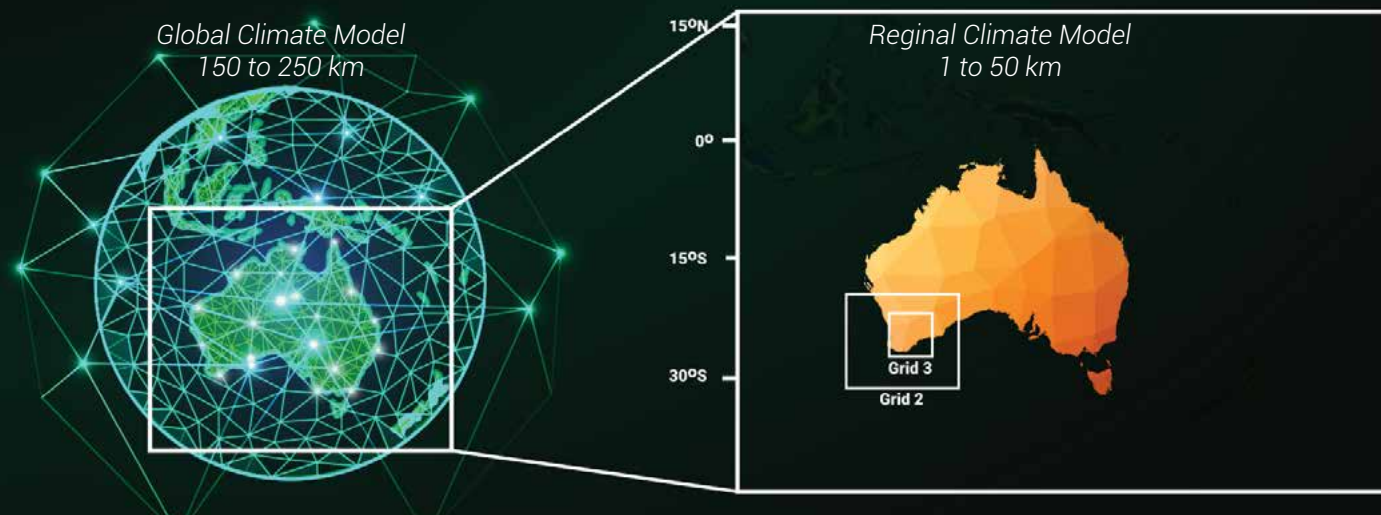 Global Climate Model
150 to 250 km
Reginal Climate Model
1 to 50 km
15ºN
0º
15ºS
30ºS
Grid 3
Grid 2